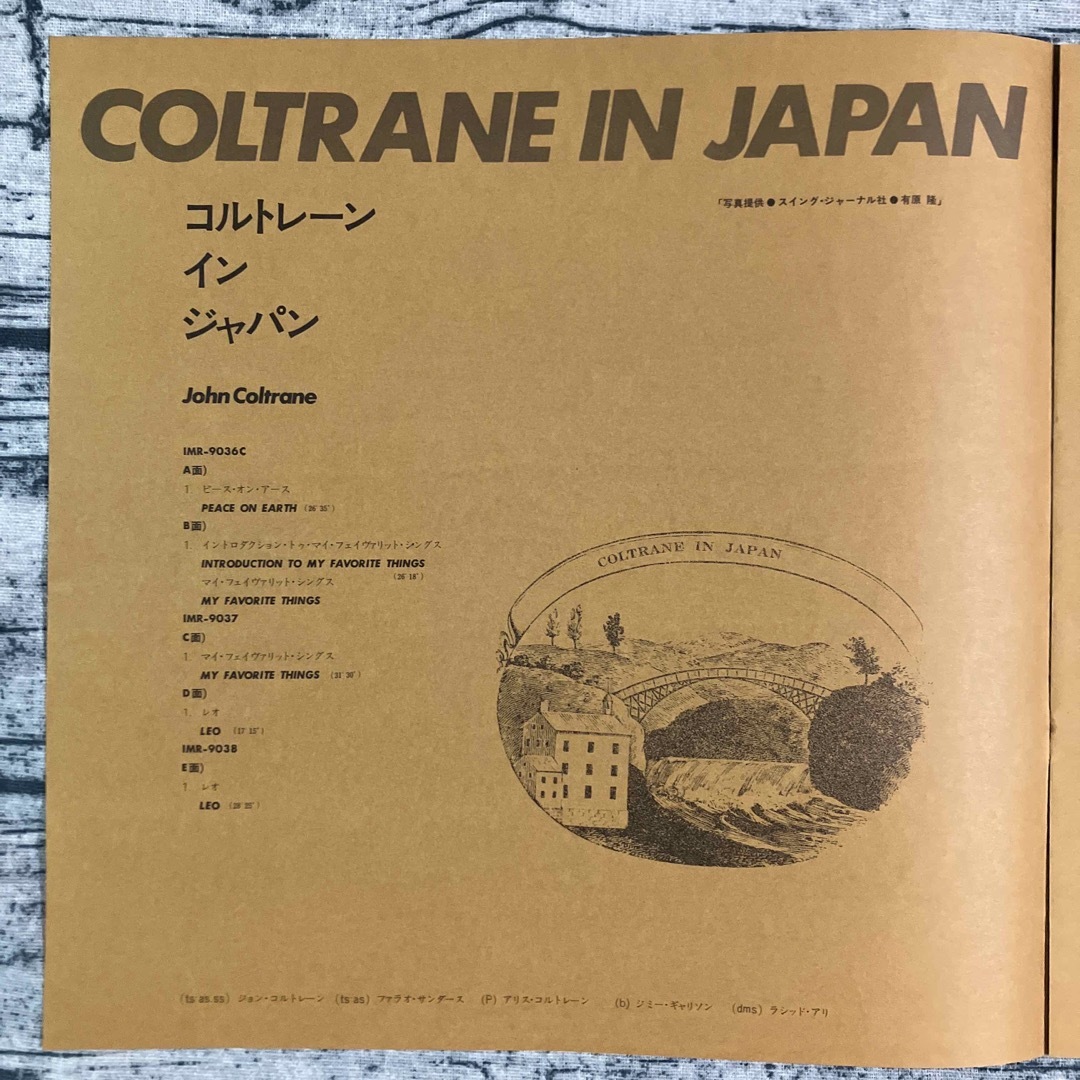 COLTRANE IN JAPAN
「写真提供●スイング・ジャーナル社●有原 隆」
コルトレーン
イン
ジャパン
John Coltrane
IMR-9036C
A面)
1. ピース・オン・アース
PEACE ON EARTH (26'35")
B面)
1. イントロダクション・トゥ・マイ・フェイヴァリット・シングス
INTRODUCTION TO MY FAVORITE THINGS
マイ・フェイヴァリット・シングス (26'18")
MY FAVORITE THINGS
IMR-9037
C面)
1. マイ・フェイヴァリット・シングス
MY FAVORITE THINGS (31'30")
D面)
1. レオ
LEO (17'15")
IMR-9038
E面)
1. レオ
LEO
COLTRANE IN JAPAN
(ts as.ss) ジョン・コルトレーン (ts as) ファラオ・サンダース (P) アリス・コルトレーン (b) ジミー・ギャリソン (dms) ラシッド・アリ